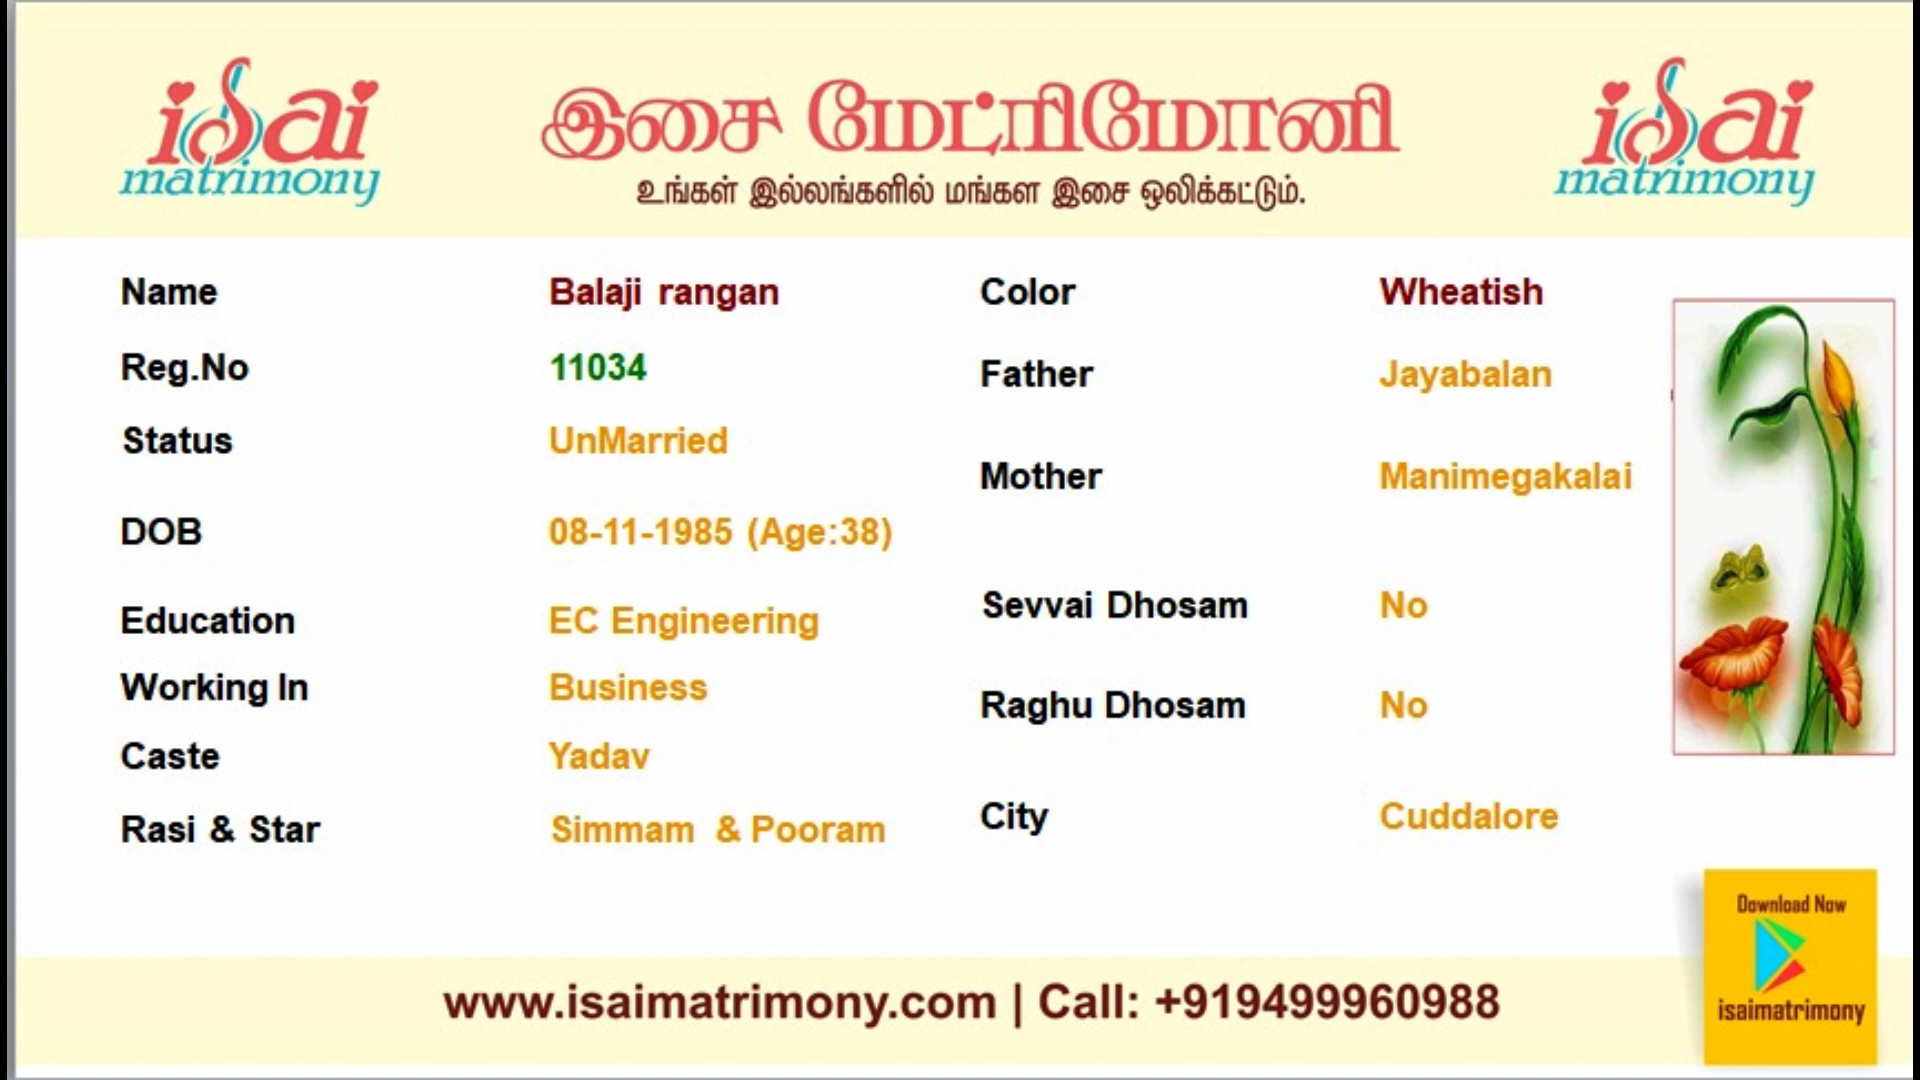 isai
matrimony
இசை மேட்ரிமோனி
உங்கள் இல்லங்களில் மங்கள இசை ஒலிக்கட்டும்.
isai
matrimony
Name Balaji rangan
Reg.No 11034
Status UnMarried
DOB 08-11-1985 (Age:38)
Education EC Engineering
Working In Business
Caste Yadav
Rasi & Star Simmam & Pooram
Color Wheatish
Father Jayabalan
Mother Manimegakalai
Sevvai Dhosam No
Raghu Dhosam No
City Cuddalore
Download Now
isaimatrimony
www.isaimatrimony.com | Call: +919499960988